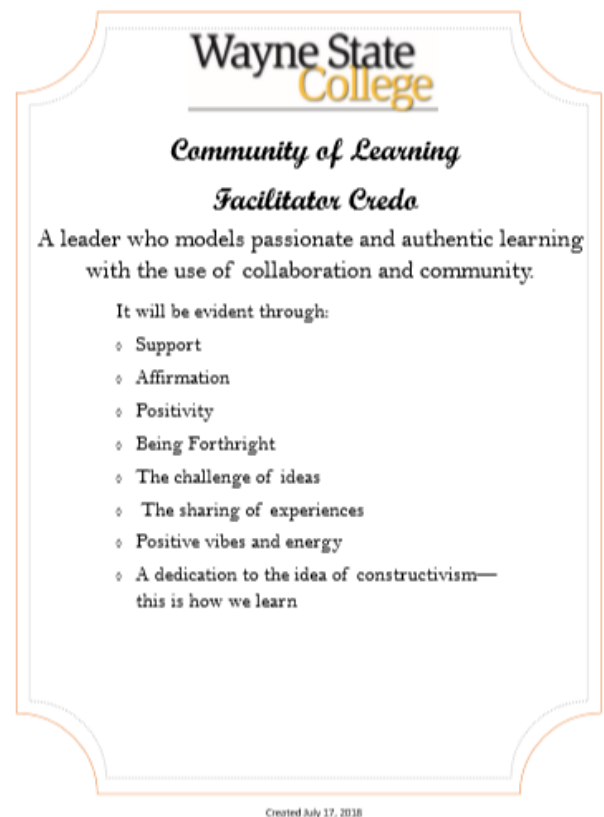 Wayne State
College
Community of Learning
Facilitator Credo
A leader who models passionate and authentic learning
with the use of collaboration and community.
It will be evident through:
◊ Support
◊ Affirmation
◊ Positivity
◊ Being Forthright
◊ The challenge of ideas
◊ The sharing of experiences
◊ Positive vibes and energy
◊ A dedication to the idea of constructivism—
this is how we learn
Created July 17, 2018